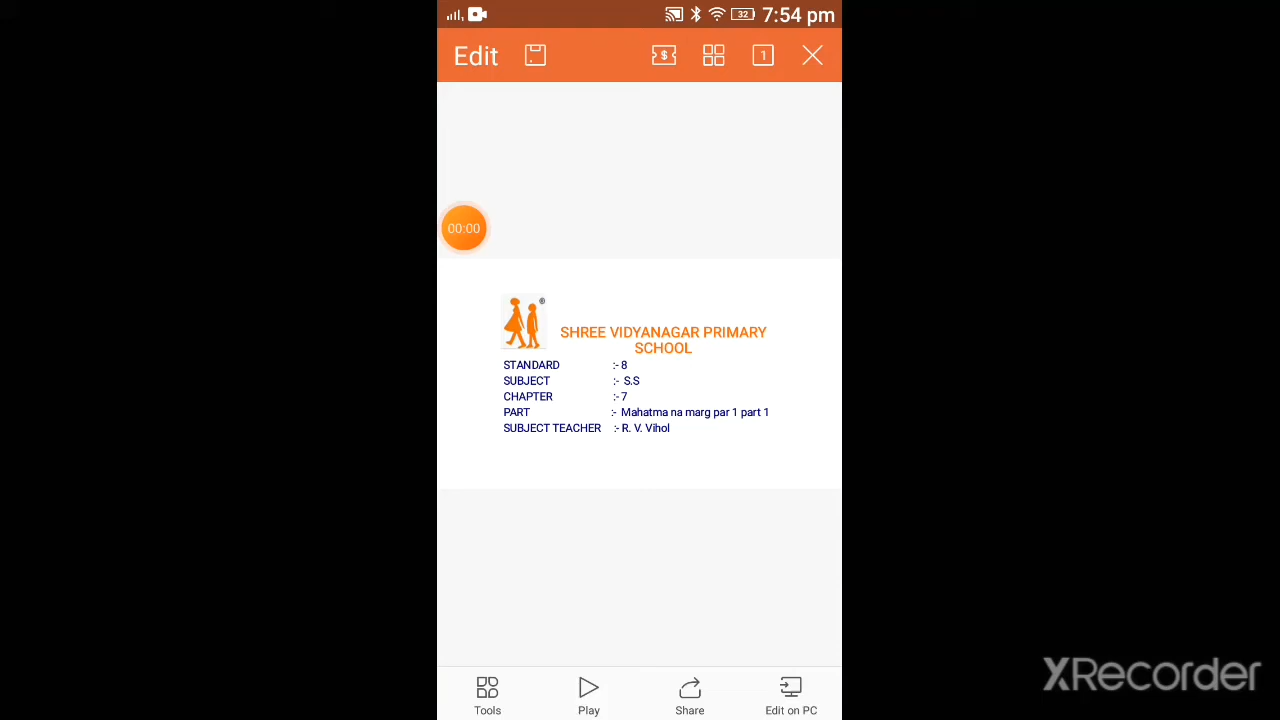 32 7:54 pm
Edit $ 1
00:00
®
SHREE VIDYANAGAR PRIMARY
SCHOOL
STANDARD :- 8
SUBJECT :- S.S
CHAPTER :- 7
PART :- Mahatma na marg par 1 part 1
SUBJECT TEACHER :- R. V. Vihol
Tools Play Share Edit on PC
XRecorder